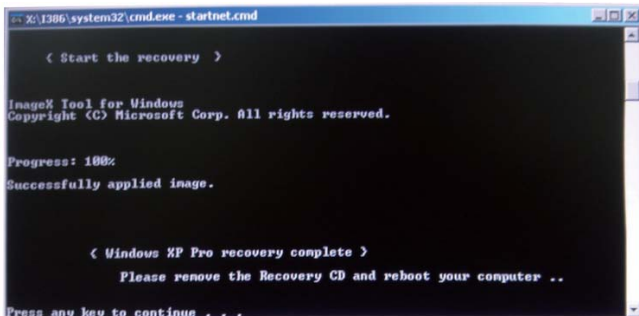 X:\I386\system32\cmd.exe - startnet.cmd
< Start the recovery >
ImageX Tool for Windows
Copyright (C) Microsoft Corp. All rights reserved.
Progress: 100%
Successfully applied image.
< Windows XP Pro recovery complete >
Please remove the Recovery CD and reboot your computer ..
Press any key to continue . . .